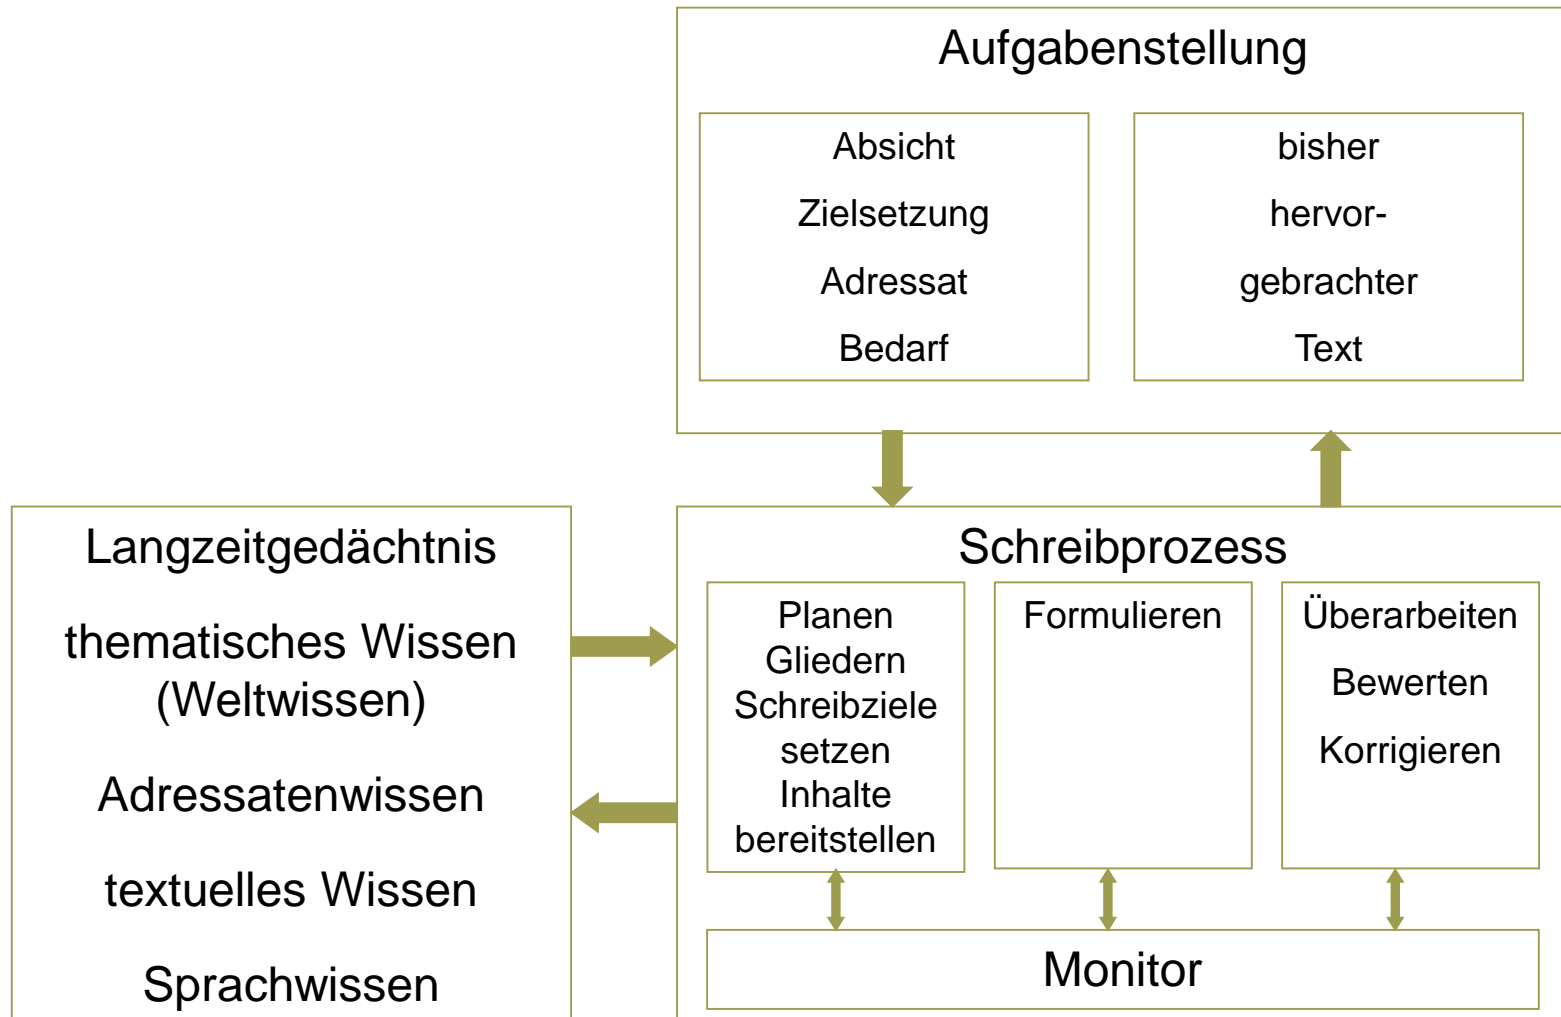 Aufgabenstellung
Absicht
Zielsetzung
Adressat
Bedarf
bisher
hervor-
gebrachter
Text
Langzeitgedächtnis
thematisches Wissen
(Weltwissen)
Adressatenwissen
textuelles Wissen
Sprachwissen
Schreibprozess
Planen
Gliedern
Schreibziele
setzen
Inhalte
bereitstellen
Formulieren
Überarbeiten
Bewerten
Korrigieren
Monitor